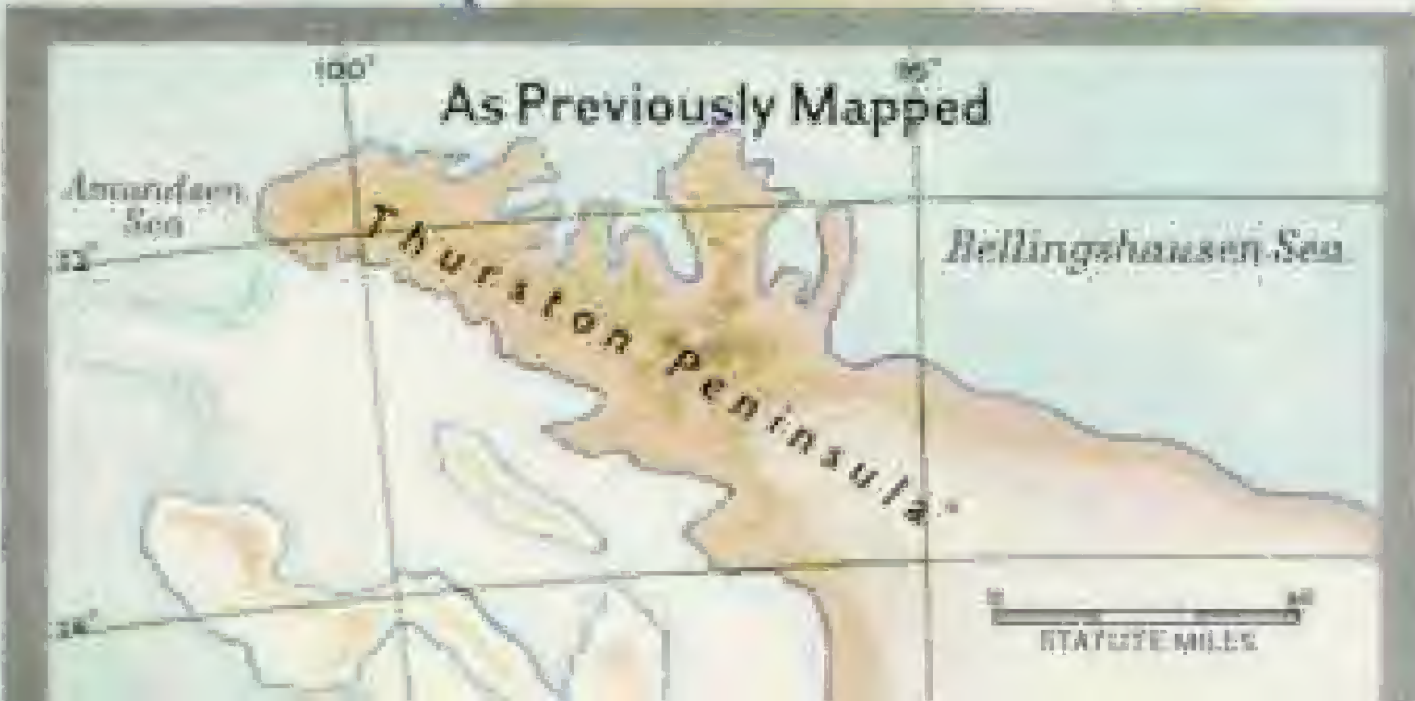 100°
95°
As Previously Mapped
Amundsen
Sea
Bellingshausen Sea
Thurston Peninsula
STATUTE MILES